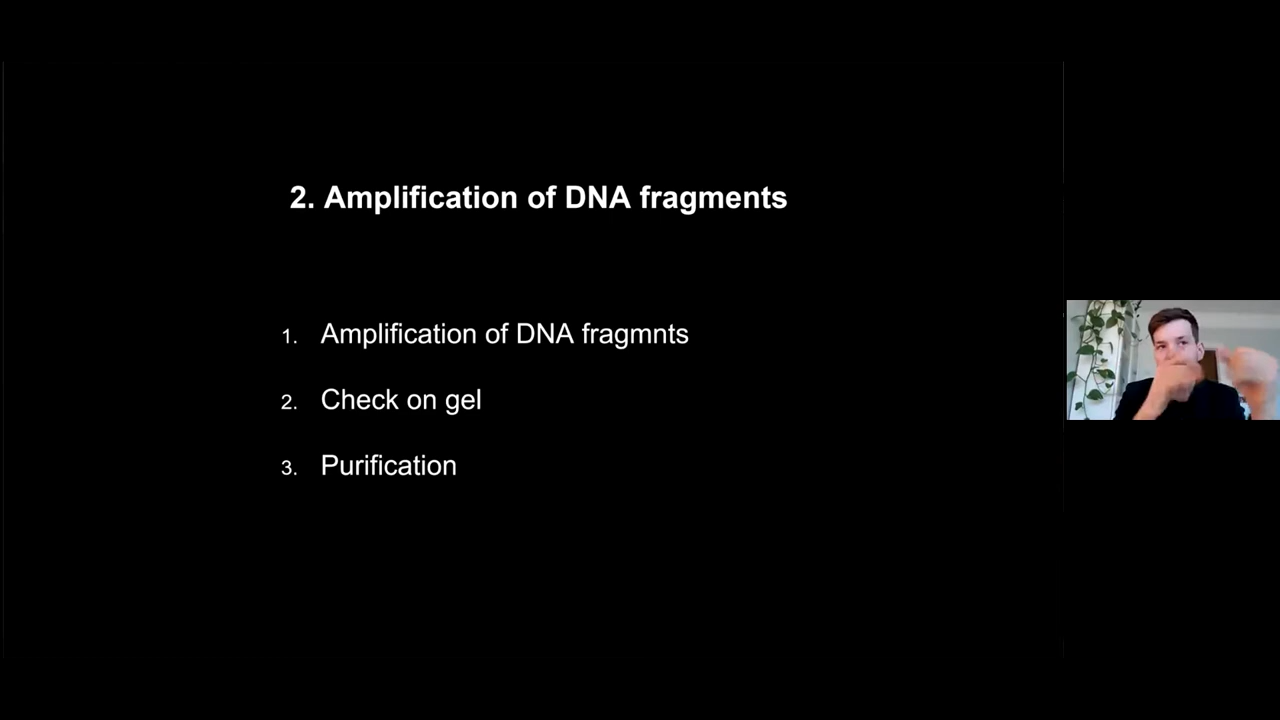 2. Amplification of DNA fragments
1. Amplification of DNA fragmnts
2. Check on gel
3. Purification